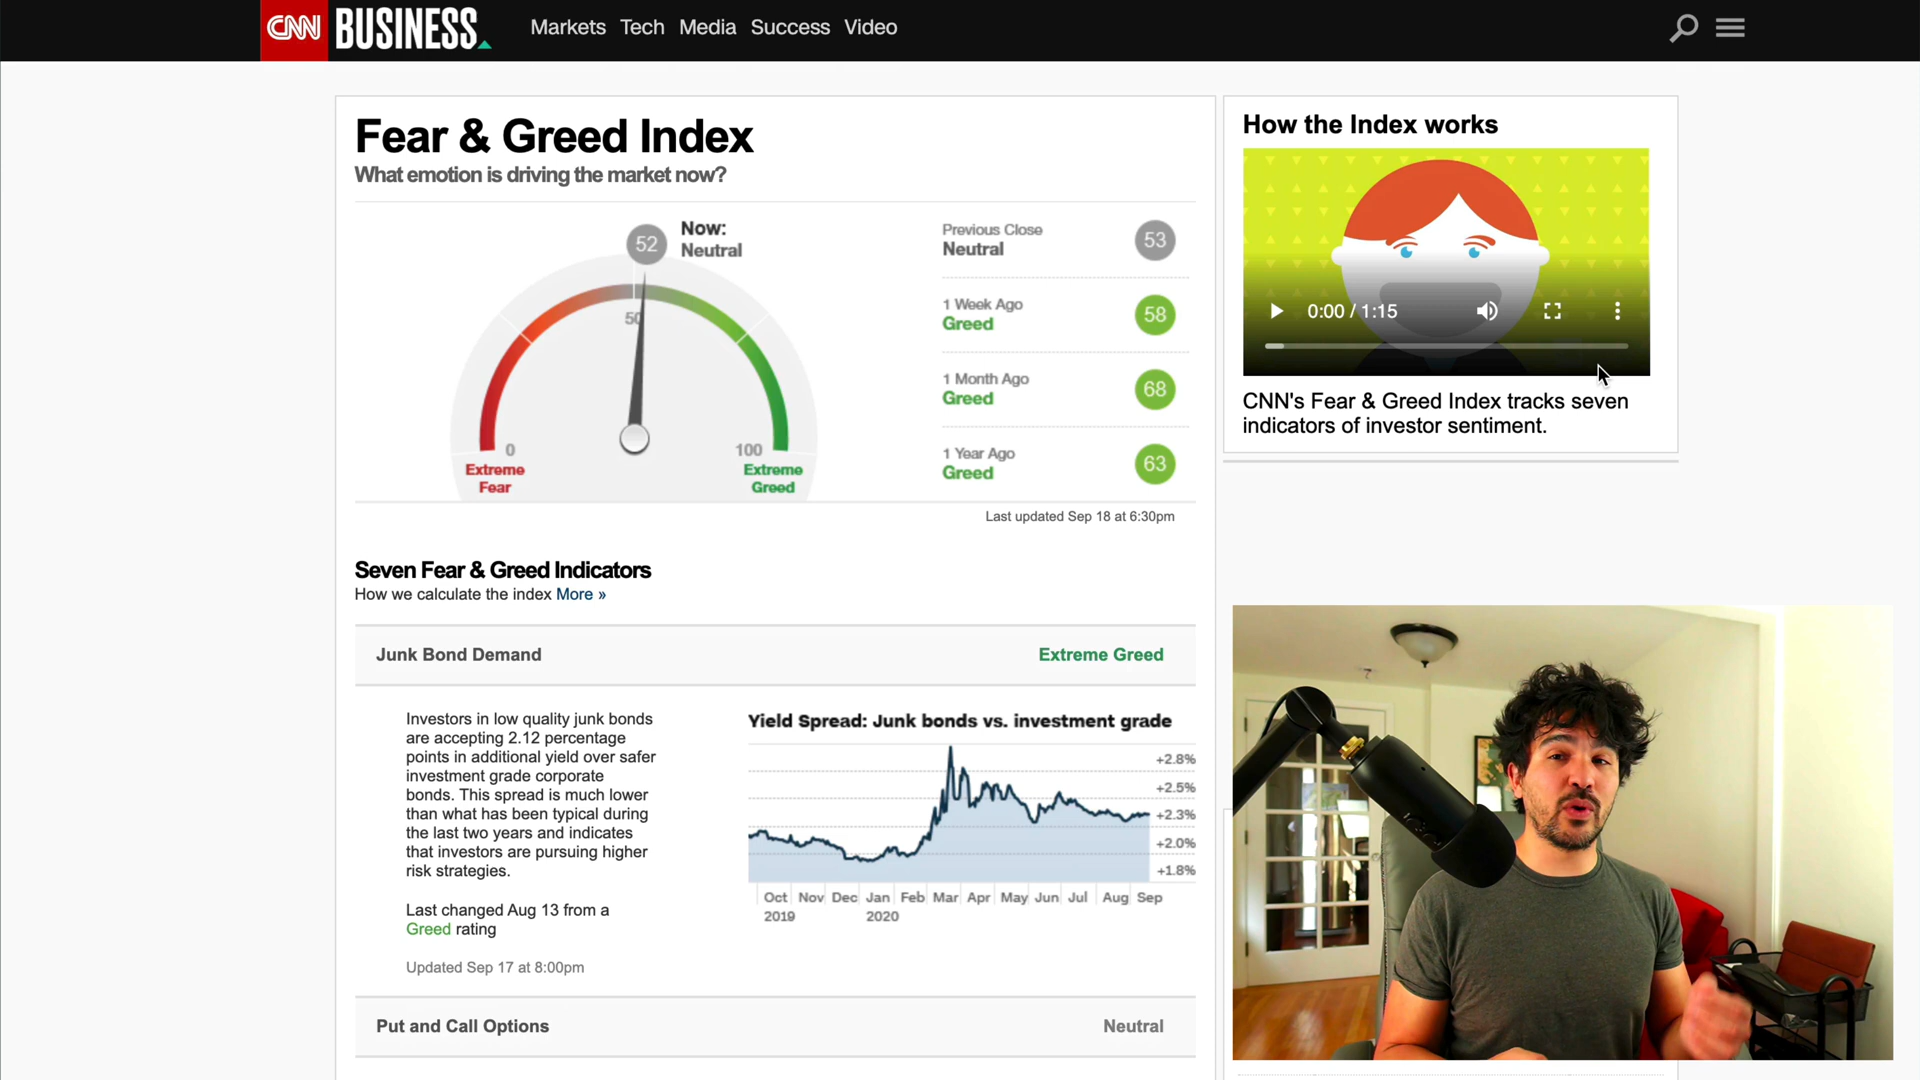 CNN BUSINESS
Markets Tech Media Success Video
Fear & Greed Index
What emotion is driving the market now?
52
Now:
Neutral
50
0
Extreme
Fear
100
Extreme
Greed
Previous Close
Neutral
53
1 Week Ago
Greed
58
1 Month Ago
Greed
68
1 Year Ago
Greed
63
Last updated Sep 18 at 6:30pm
Seven Fear & Greed Indicators
How we calculate the index More »
Junk Bond Demand
Extreme Greed
Investors in low quality junk bonds
are accepting 2.12 percentage
points in additional yield over safer
investment grade corporate
bonds. This spread is much lower
than what has been typical during
the last two years and indicates
that investors are pursuing higher
risk strategies.
Last changed Aug 13 from a
Greed rating
Updated Sep 17 at 8:00pm
Yield Spread: Junk bonds vs. investment grade
+2.8%
+2.5%
+2.3%
+2.0%
+1.8%
Oct Nov Dec Jan Feb Mar Apr May Jun Jul Aug Sep
2019 2020
Put and Call Options
Neutral
How the Index works
0:00 / 1:15
CNN's Fear & Greed Index tracks seven
indicators of investor sentiment.